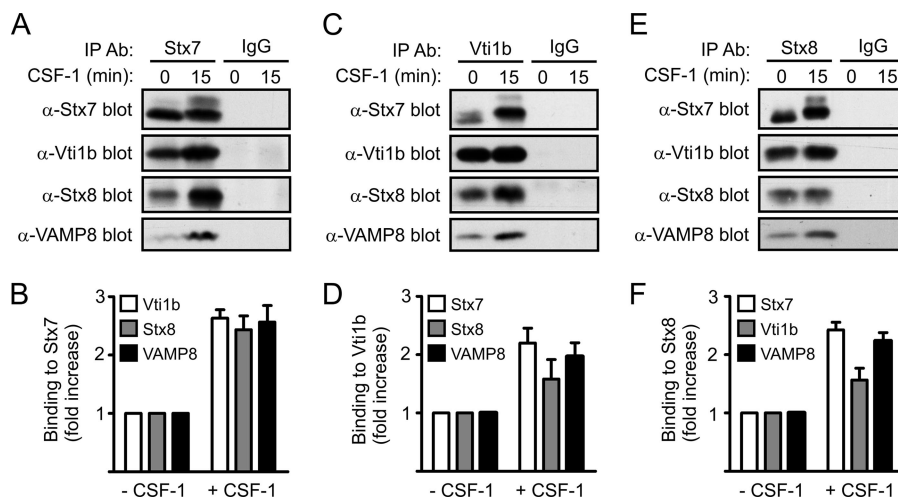 A
IP Ab: Stx7 IgG
CSF-1 (min): 0 15 0 15
α-Stx7 blot
α-Vti1b blot
α-Stx8 blot
α-VAMP8 blot
C
IP Ab: Vti1b IgG
CSF-1 (min): 0 15 0 15
α-Stx7 blot
α-Vti1b blot
α-Stx8 blot
α-VAMP8 blot
E
IP Ab: Stx8 IgG
CSF-1 (min): 0 15 0 15
α-Stx7 blot
α-Vti1b blot
α-Stx8 blot
α-VAMP8 blot
B
Binding to Stx7
(fold increase)
3
2
1
Vti1b
Stx8
VAMP8
- CSF-1 + CSF-1
D
Binding to Vti1b
(fold increase)
3
2
1
Stx7
Stx8
VAMP8
- CSF-1 + CSF-1
F
Binding to Stx8
(fold increase)
3
2
1
Stx7
Vti1b
VAMP8
- CSF-1 + CSF-1